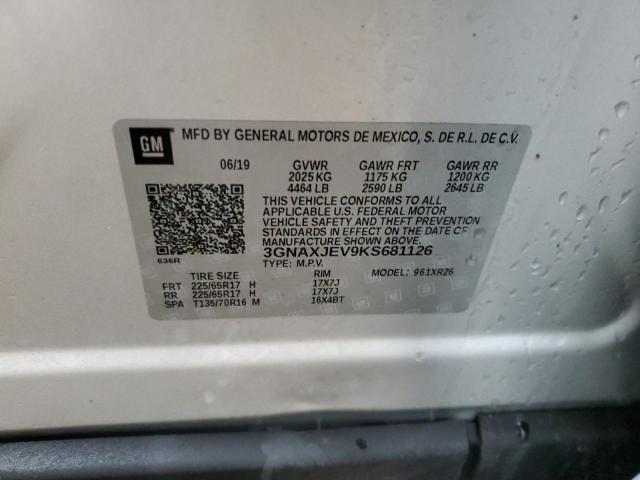 GM
MFD BY GENERAL MOTORS DE MEXICO, S. DE R.L. DE C.V.
06/19 GVWR GAWR FRT GAWR RR
2025 KG 1175 KG 1200 KG
4464 LB 2590 LB 2645 LB
THIS VEHICLE CONFORMS TO ALL
APPLICABLE U.S. FEDERAL MOTOR
VEHICLE SAFETY AND THEFT PREVENTION
STANDARDS IN EFFECT ON THE DATE OF
MANUFACTURE SHOWN ABOVE.
636R 3GNAXJEV9KS681126
TYPE: M.P.V. MODEL: 961XR26
TIRE SIZE RIM
FRT 225/65R17 H 17X7J
RR 225/65R17 H 17X7J
SPA T135/70R16 M 16X4BT